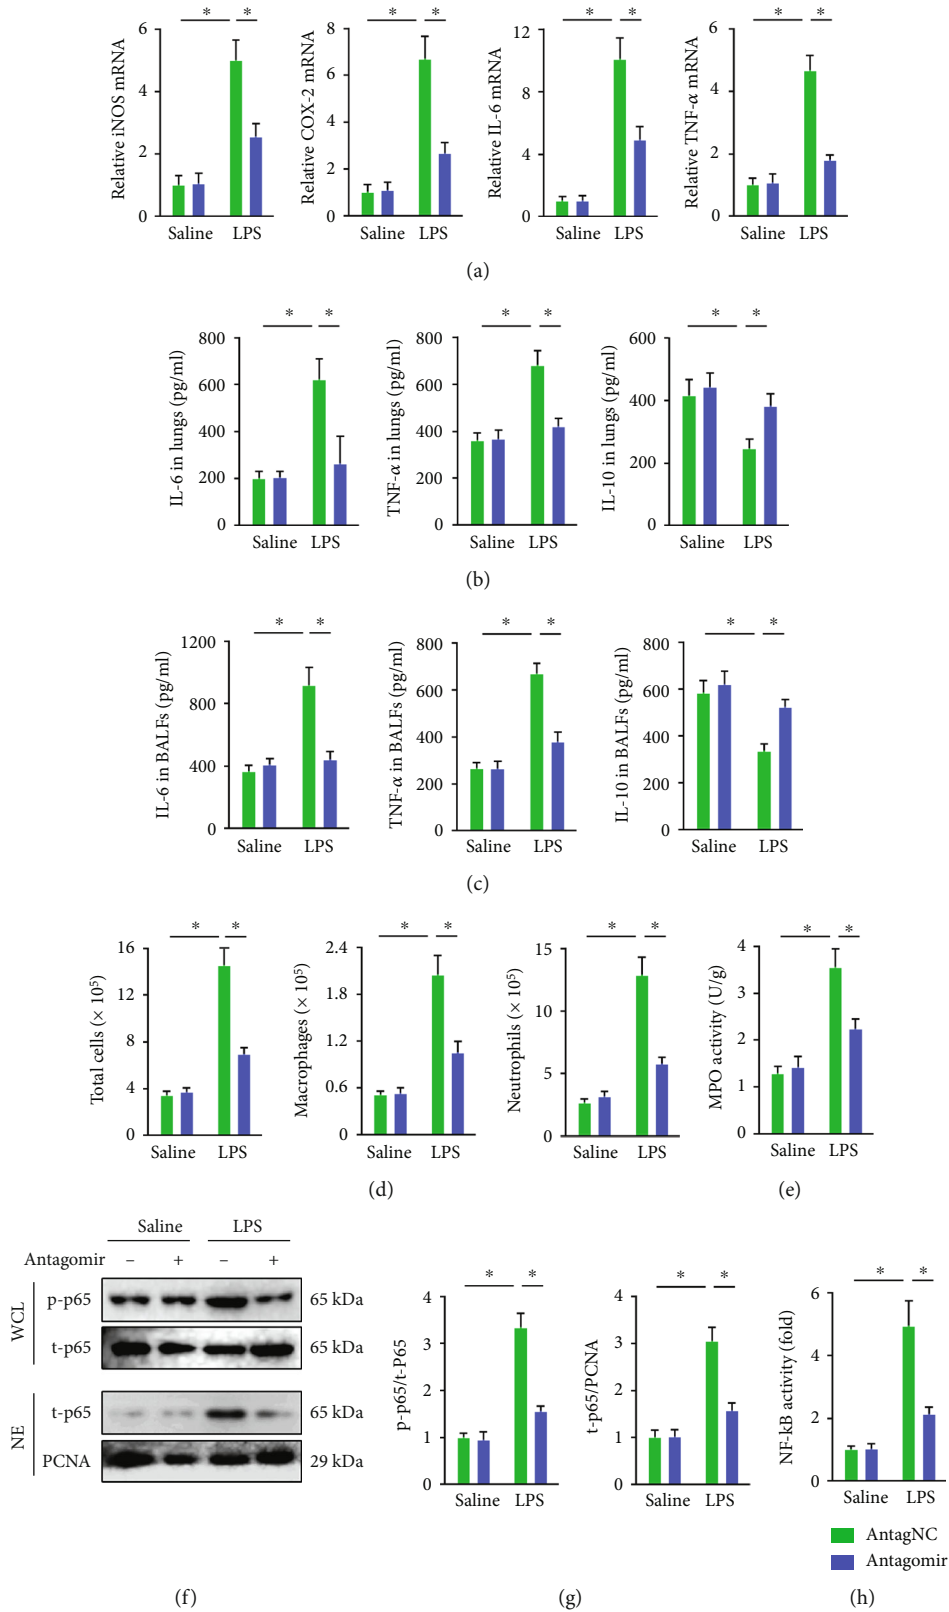 * *
Relative iNOS mRNA
6
4
2
0
Saline LPS
* *
Relative COX-2 mRNA
8
6
4
2
0
Saline LPS
* *
Relative IL-6 mRNA
12
8
4
0
Saline LPS
* *
Relative TNF-α mRNA
6
4
2
0
Saline LPS
(a)
* *
IL-6 in lungs (pg/ml)
800
600
400
200
0
Saline LPS
* *
TNF-α in lungs (pg/ml)
800
600
400
200
0
Saline LPS
* *
IL-10 in lungs (pg/ml)
600
400
200
0
Saline LPS
(b)
* *
IL-6 in BALFs (pg/ml)
1200
800
400
0
Saline LPS
* *
TNF-α in BALFs (pg/ml)
800
600
400
200
0
Saline LPS
* *
IL-10 in BALFs (pg/ml)
800
600
400
200
0
Saline LPS
(c)
* *
Total cells (× 10⁵)
16
12
8
4
0
Saline LPS
* *
Macrophages (× 10⁵)
2.4
1.8
1.2
0.6
0
Saline LPS
* *
Neutrophils (× 10⁵)
15
10
5
0
Saline LPS
(d)
* *
MPO activity (U/g)
4
3
2
1
0
Saline LPS
(e)
Saline LPS
Antagomir – + – +
WCL
p-p65 65 kDa
t-p65 65 kDa
NE
t-p65 65 kDa
PCNA 29 kDa
(f)
* *
p-p65/t-P65
4
3
2
1
0
Saline LPS
* *
t-p65/PCNA
4
3
2
1
0
Saline LPS
(g)
* *
NF-kB activity (fold)
6
4
2
0
Saline LPS
AntagNC
Antagomir
(h)